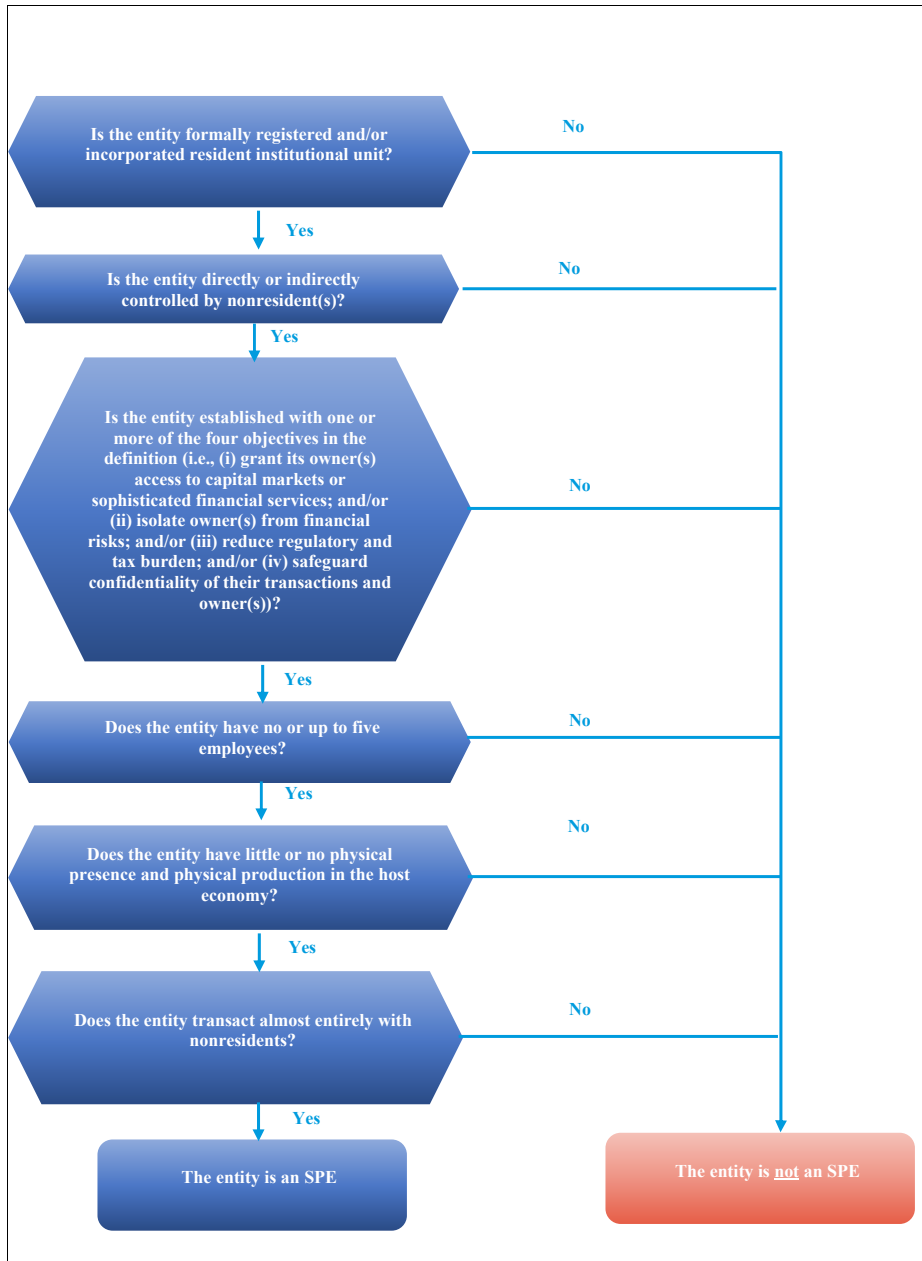 Is the entity formally registered and/or
incorporated resident institutional unit?
No
Yes
Is the entity directly or indirectly
controlled by nonresident(s)?
No
Yes
Is the entity established with one or
more of the four objectives in the
definition (i.e., (i) grant its owner(s)
access to capital markets or
sophisticated financial services; and/or
(ii) isolate owner(s) from financial
risks; and/or (iii) reduce regulatory and
tax burden; and/or (iv) safeguard
confidentiality of their transactions and
owner(s))?
No
Yes
Does the entity have no or up to five
employees?
No
Yes
Does the entity have little or no physical
presence and physical production in the host
economy?
No
Yes
Does the entity transact almost entirely with
nonresidents?
No
Yes
The entity is an SPE
The entity is not an SPE